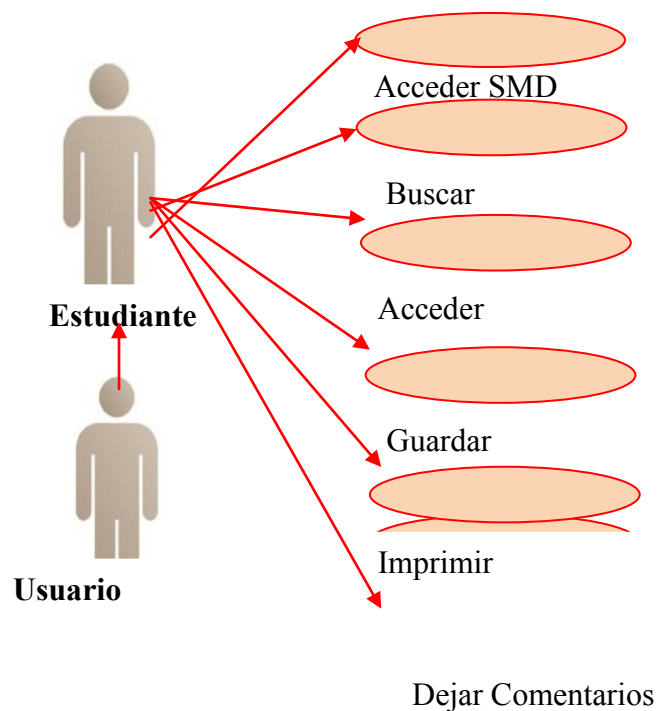 Acceder SMD
Buscar
Estudiante
Acceder
Guardar
Imprimir
Usuario
Dejar Comentarios